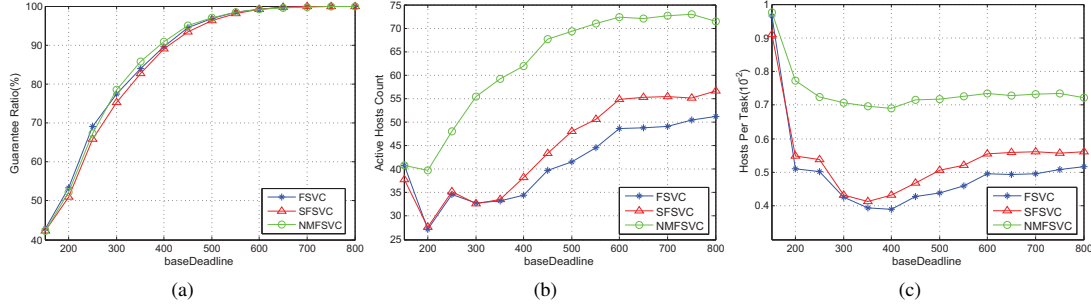 Guarantee Ratio(%)
100
90
80
70
60
50
40
200
300
400
500
600
700
800
baseDeadline
FSVC
SFSVC
NMFSVC
(a)
Active Hosts Count
75
70
65
60
55
50
45
40
35
30
25
200
300
400
500
600
700
800
baseDeadline
FSVC
SFSVC
NMFSVC
(b)
Hosts Per Task(10^-2)
1
0.9
0.8
0.7
0.6
0.5
0.4
200
300
400
500
600
700
800
baseDeadline
FSVC
SFSVC
NMFSVC
(c)